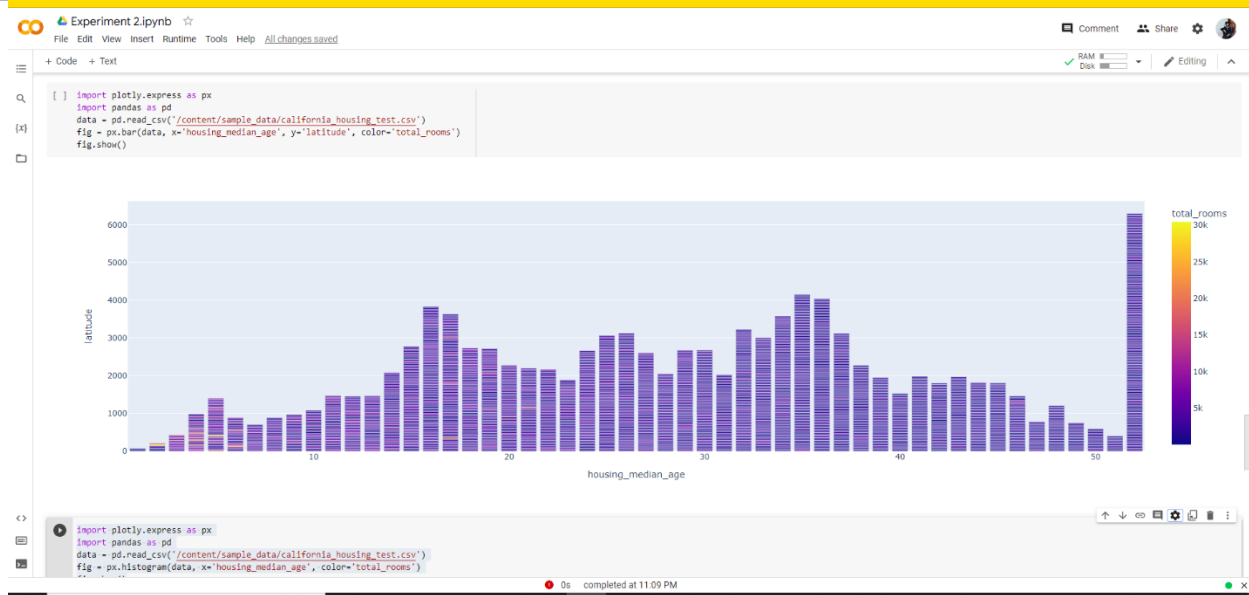 Experiment 2.ipynb
Comment Share
File Edit View Insert Runtime Tools Help All changes saved
+ Code + Text
RAM
Disk
Editing
[ ] import plotly.express as px
import pandas as pd
data = pd.read_csv('/content/sample_data/california_housing_test.csv')
fig = px.bar(data, x='housing_median_age', y='latitude', color='total_rooms')
fig.show()
{x}
total_rooms
30k
25k
20k
15k
10k
5k
6000
5000
4000
3000
2000
1000
0
latitude
10 20 30 40 50
housing_median_age
import plotly.express as px
import pandas as pd
data = pd.read_csv('/content/sample_data/california_housing_test.csv')
fig = px.histogram(data, x='housing_median_age', color='total_rooms')
0s completed at 11:09 PM